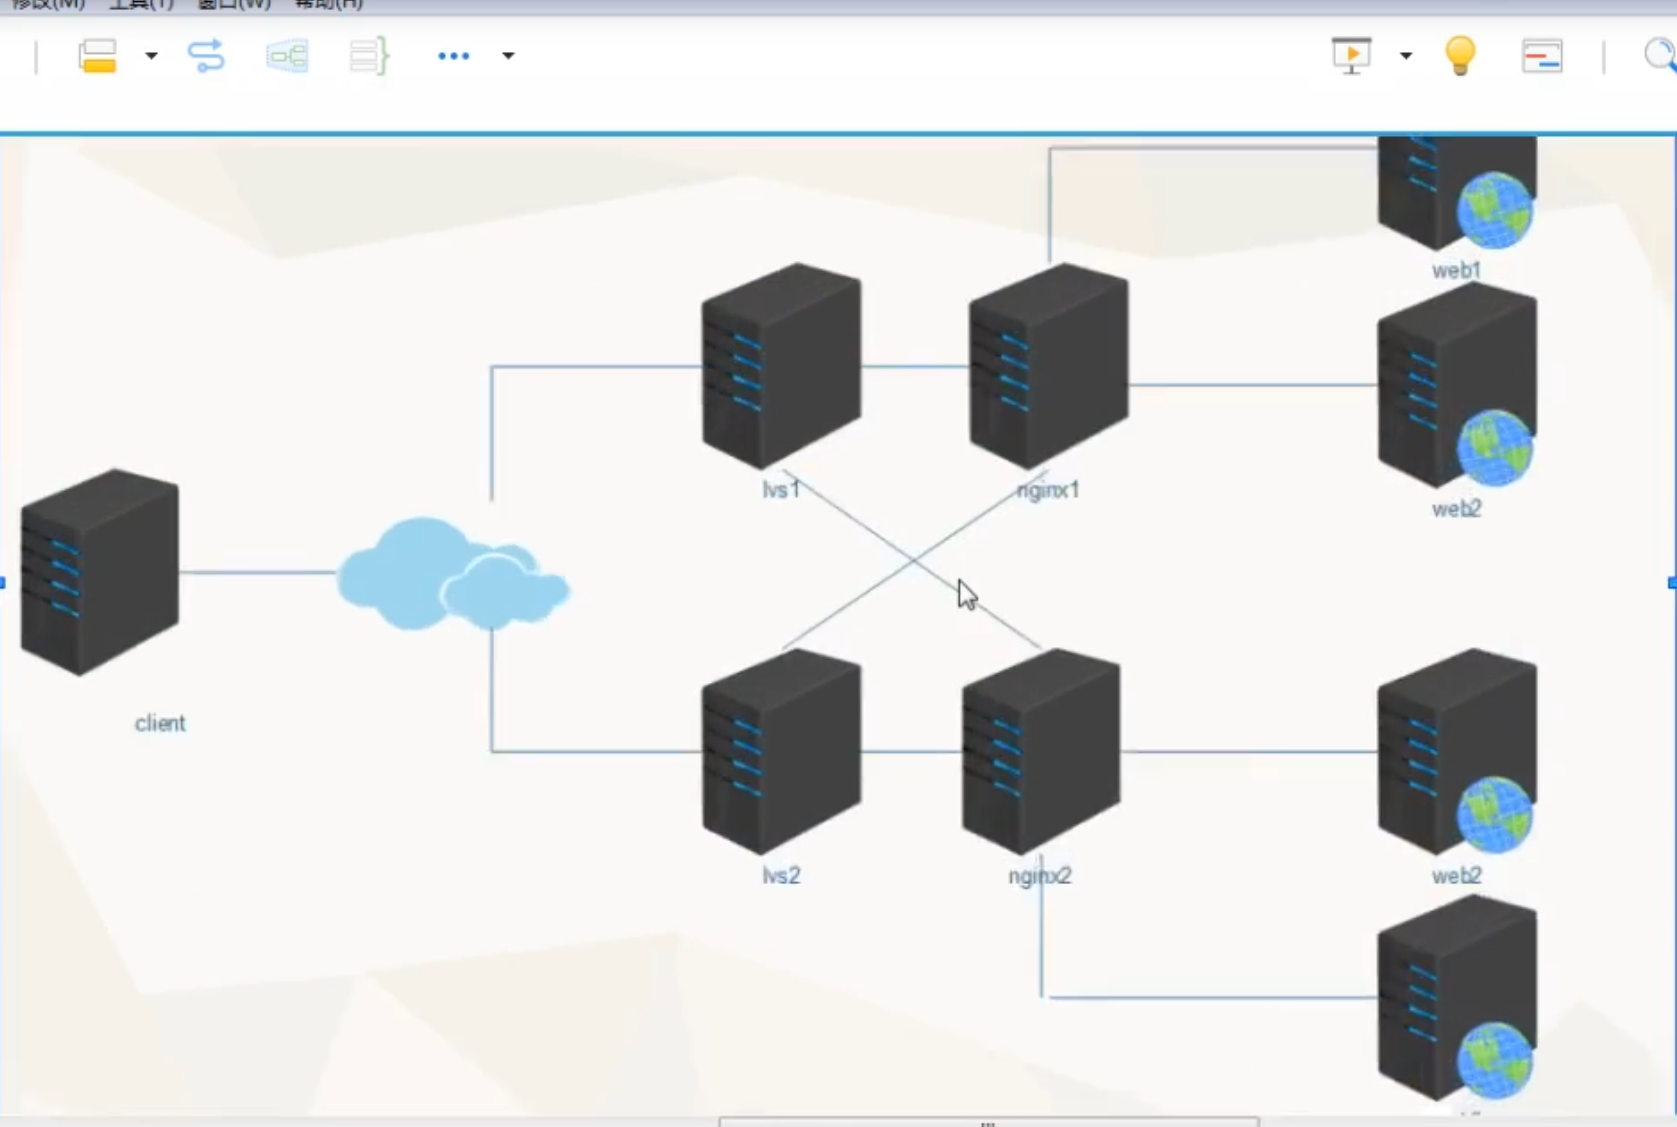 修改(M) 工具(T) 窗口(W) 帮助(H)
web1
lvs1
nginx1
web2
client
lvs2
nginx2
web2